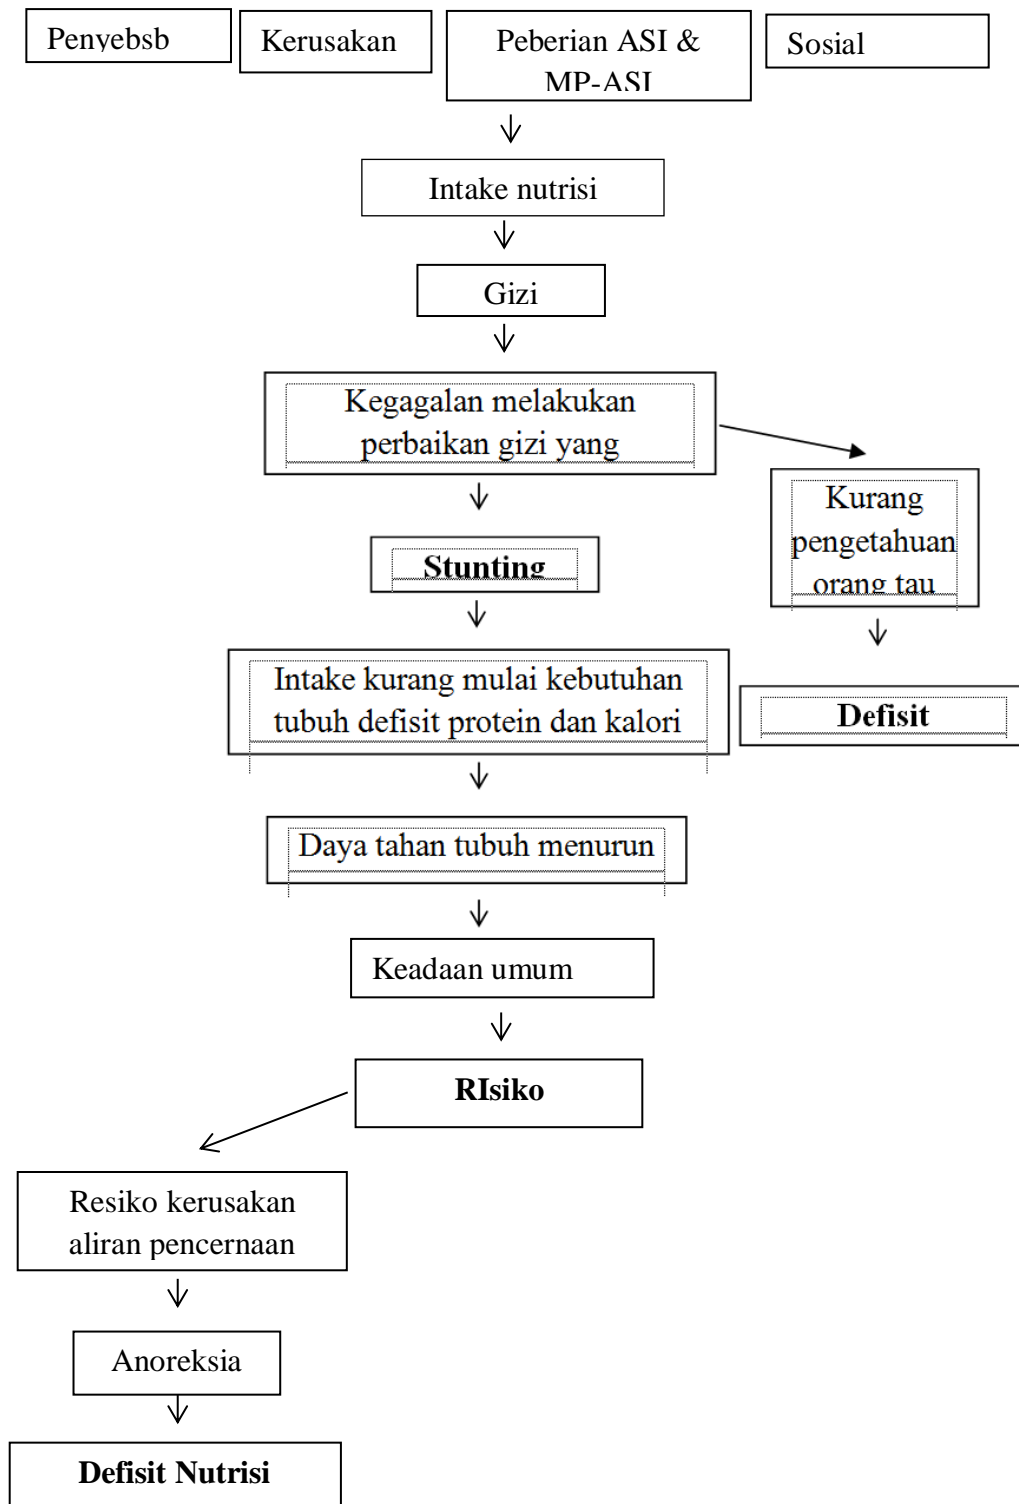 Penyebsb
Kerusakan
Peberian ASI &
MP-ASI
Sosial
Intake nutrisi
Gizi
Kegagalan melakukan
perbaikan gizi yang
Kurang
pengetahuan
orang tau
Stunting
Intake kurang mulai kebutuhan
tubuh defisit protein dan kalori
Defisit
Daya tahan tubuh menurun
Keadaan umum
RIsiko
Resiko kerusakan
aliran pencernaan
Anoreksia
Defisit Nutrisi